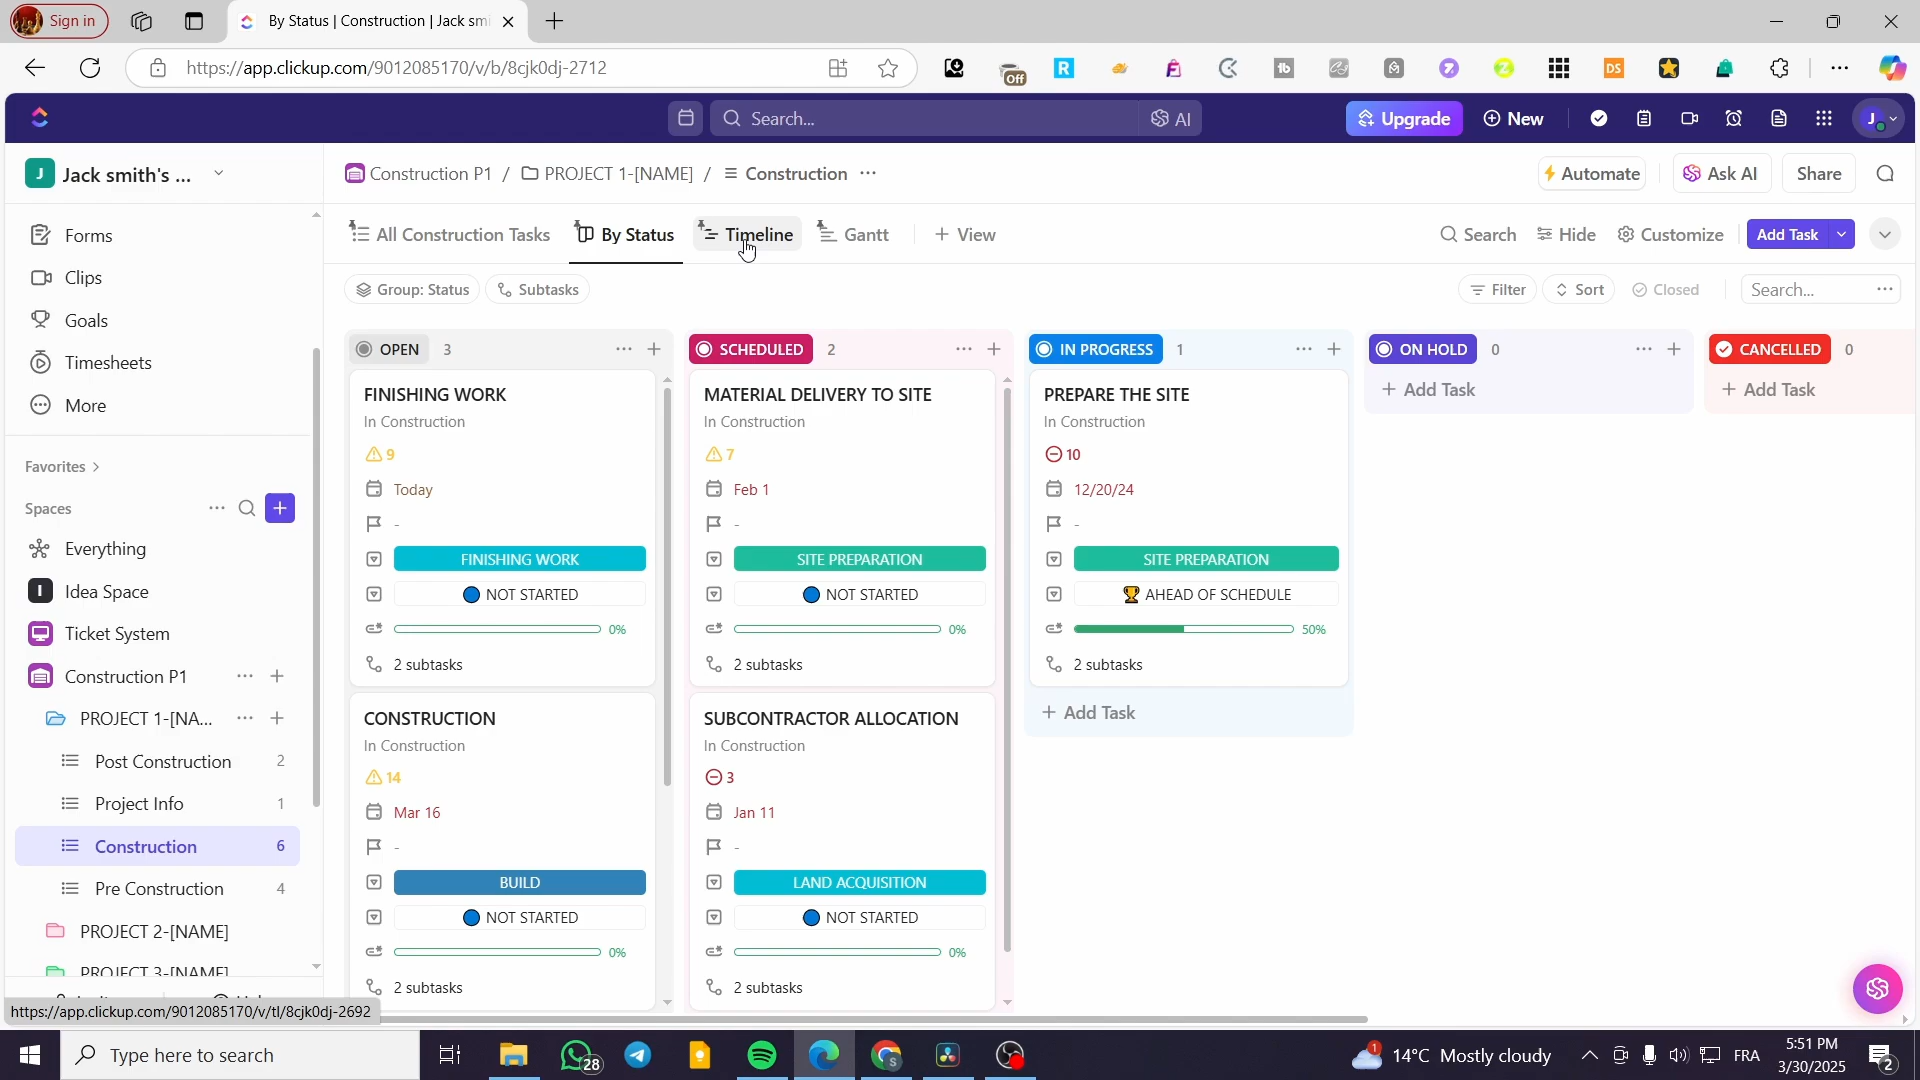 Sign in
By Status | Construction | Jack smi
https://app.clickup.com/9012085170/v/b/8cjk0dj-2712
Off
Search...
AI
Upgrade
New
J
J
Jack smith's ...
Construction P1 / PROJECT 1-[NAME] / Construction
Automate
Ask AI
Share
All Construction Tasks
By Status
Timeline
Gantt
View
Search
Hide
Customize
Add Task
Group: Status
Subtasks
Filter
Sort
Closed
Search...
Forms
Clips
Goals
Timesheets
More
Favorites
Spaces
Everything
I
Idea Space
Ticket System
Construction P1
PROJECT 1-[NA...
Post Construction 2
Project Info 1
Construction 6
Pre Construction 4
PROJECT 2-[NAME]
PROJECT 3-[NAME]
https://app.clickup.com/9012085170/v/tl/8cjk0dj-2692
OPEN 3
FINISHING WORK
In Construction
9
Today
-
FINISHING WORK
NOT STARTED
0%
2 subtasks
CONSTRUCTION
In Construction
14
Mar 16
-
BUILD
NOT STARTED
0%
2 subtasks
SCHEDULED 2
MATERIAL DELIVERY TO SITE
In Construction
7
Feb 1
-
SITE PREPARATION
NOT STARTED
0%
2 subtasks
SUBCONTRACTOR ALLOCATION
In Construction
3
Jan 11
-
LAND ACQUISITION
NOT STARTED
0%
2 subtasks
IN PROGRESS 1
PREPARE THE SITE
In Construction
10
12/20/24
-
SITE PREPARATION
AHEAD OF SCHEDULE
50%
2 subtasks
Add Task
ON HOLD 0
Add Task
CANCELLED 0
Add Task
Type here to search
28
1
14°C Mostly cloudy
FRA
5:51 PM
3/30/2025
2